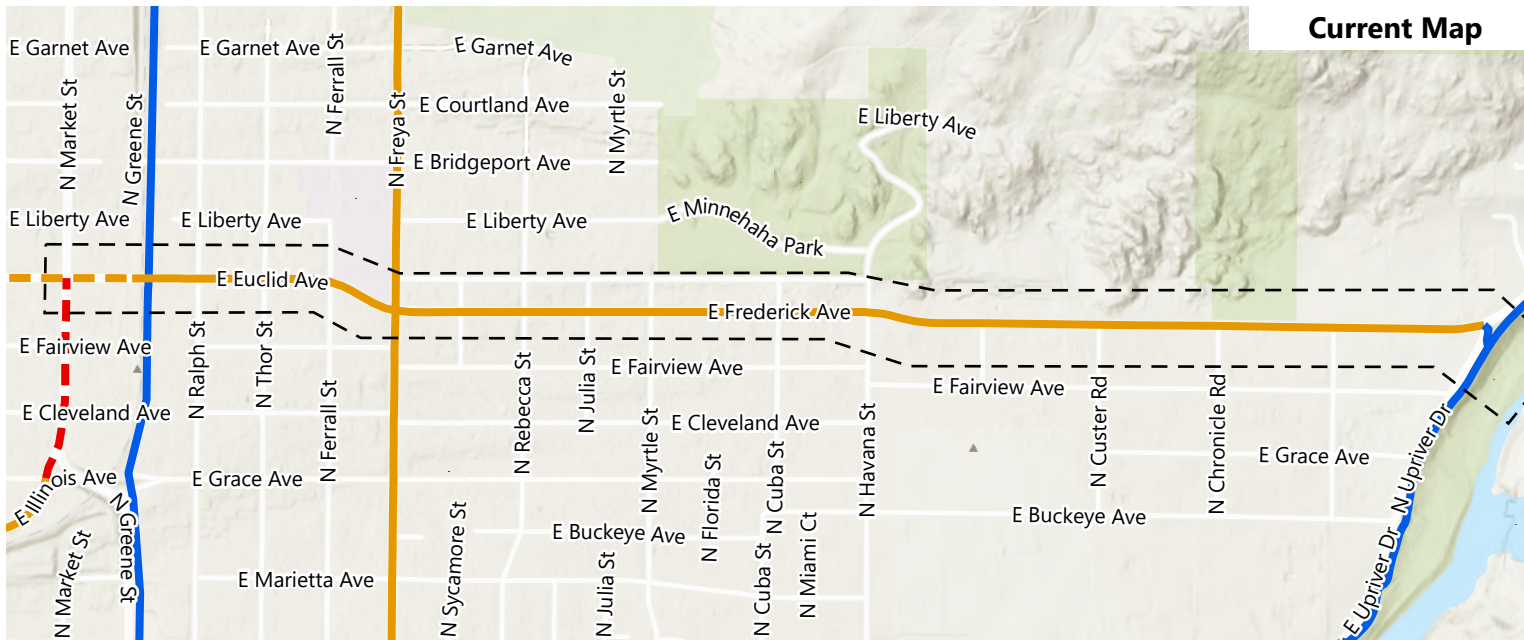 Current Map
E Garnet Ave
E Garnet Ave
E Garnet Ave
N Market St
N Greene St
N Ferrall St
N Freya St
E Courtland Ave
N Myrtle St
E Liberty Ave
E Bridgeport Ave
E Liberty Ave
E Liberty Ave
E Liberty Ave
E Minnehaha Park
E Euclid Ave
E Frederick Ave
E Fairview Ave
N Ralph St
N Thor St
N Ferrall St
N Rebecca St
N Julia St
E Fairview Ave
E Fairview Ave
E Cleveland Ave
N Myrtle St
E Cleveland Ave
N Havana St
N Custer Rd
N Chronicle Rd
N Upriver Dr
E Illinois Ave
E Grace Ave
N Florida St
N Cuba St
E Grace Ave
N Greene St
N Sycamore St
E Buckeye Ave
N Miami Ct
E Buckeye Ave
N Market St
E Marietta Ave
N Julia St
N Cuba St
E Upriver Dr